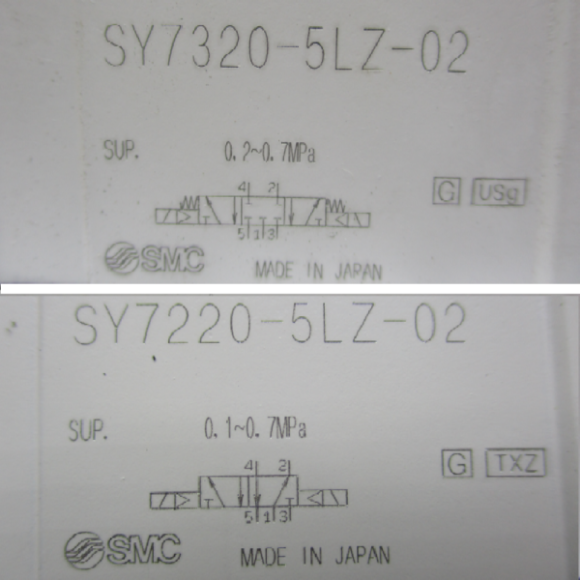 SY7320-5LZ-02
SUP. 0.2~0.7MPa
4 2
G USg
5 1 3
SMC MADE IN JAPAN
SY7220-5LZ-02
SUP. 0.1~0.7MPa
4 2
G TXZ
5 1 3
SMC MADE IN JAPAN